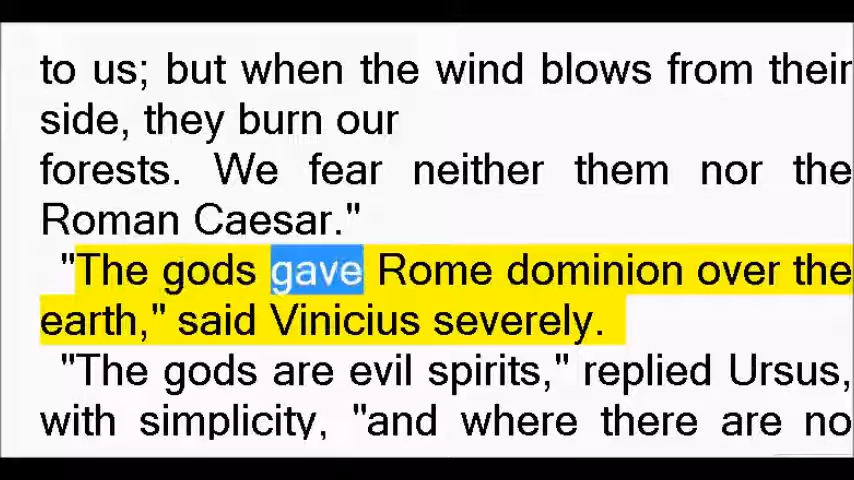 to us; but when the wind blows from their
side, they burn our
forests. We fear neither them nor the
Roman Caesar."
"The gods gave Rome dominion over the
earth," said Vinicius severely.
"The gods are evil spirits," replied Ursus,
with simplicity, "and where there are no